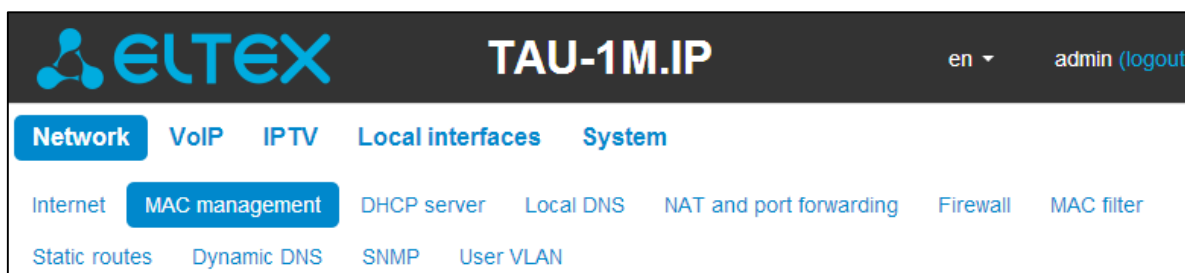 ELTEX TAU-1M.IP en admin (logout
Network VoIP IPTV Local interfaces System
Internet MAC management DHCP server Local DNS NAT and port forwarding Firewall MAC filter
Static routes Dynamic DNS SNMP User VLAN